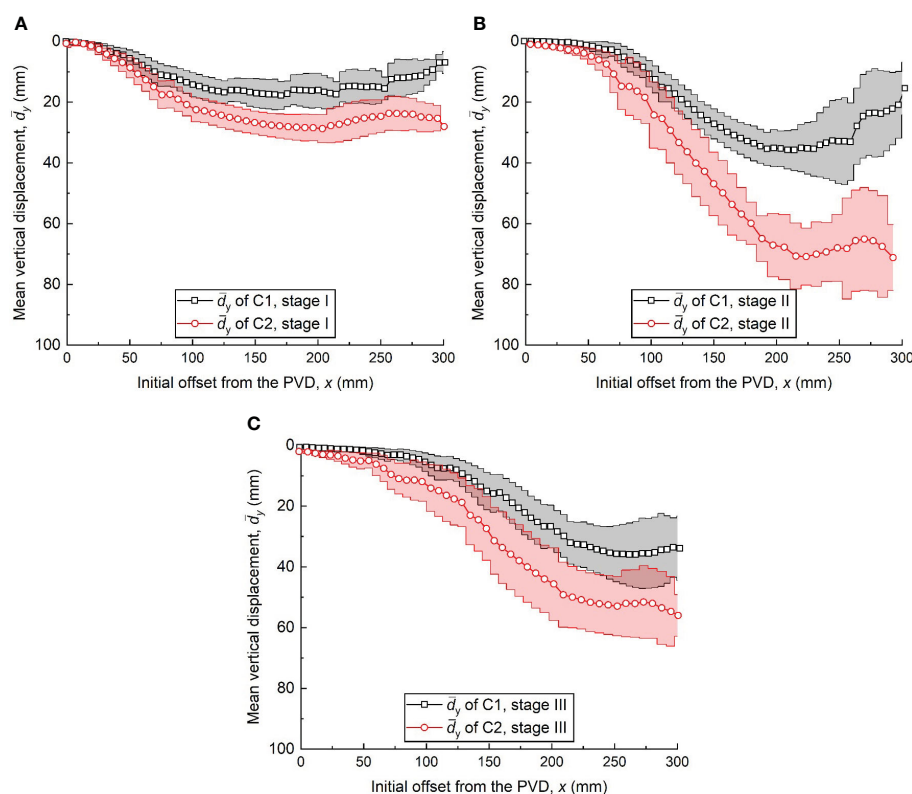 A
0
20
40
60
80
100
Mean vertical displacement, d̄y (mm)
d̄y of C1, stage I
d̄y of C2, stage I
0 50 100 150 200 250 300
Initial offset from the PVD, x (mm)
B
0
20
40
60
80
100
Mean vertical displacement, d̄y (mm)
d̄y of C1, stage II
d̄y of C2, stage II
0 50 100 150 200 250 300
Initial offset from the PVD, x (mm)
C
0
20
40
60
80
100
Mean vertical displacement, d̄y (mm)
d̄y of C1, stage III
d̄y of C2, stage III
0 50 100 150 200 250 300
Initial offset from the PVD, x (mm)